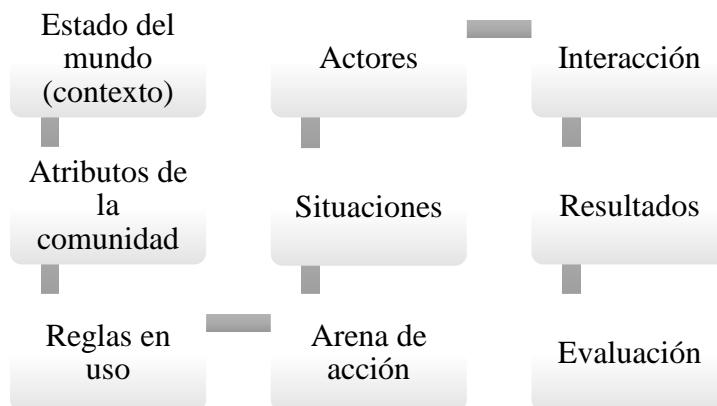 Estado del
mundo
(contexto)
Atributos de
la
comunidad
Reglas en
uso
Arena de
acción
Situaciones
Actores
Interacción
Resultados
Evaluación